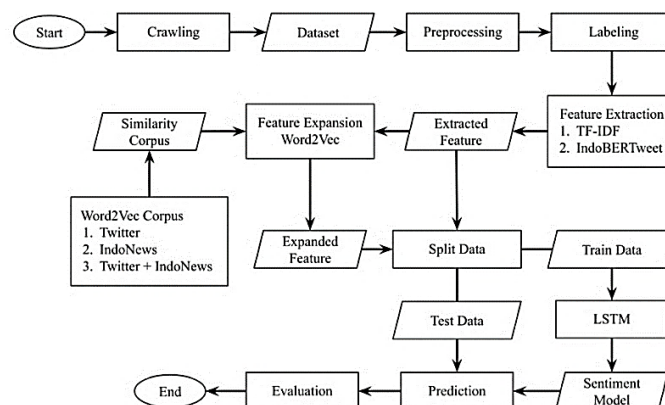 Start
Crawling
Dataset
Preprocessing
Labeling
Similarity
Corpus
Feature Expansion
Word2Vec
Extracted
Feature
Feature Extraction
1. TF-IDF
2. IndoBERTweet
Word2Vec Corpus
1. Twitter
2. IndoNews
3. Twitter + IndoNews
Expanded
Feature
Split Data
Train Data
Test Data
LSTM
End
Evaluation
Prediction
Sentiment
Model